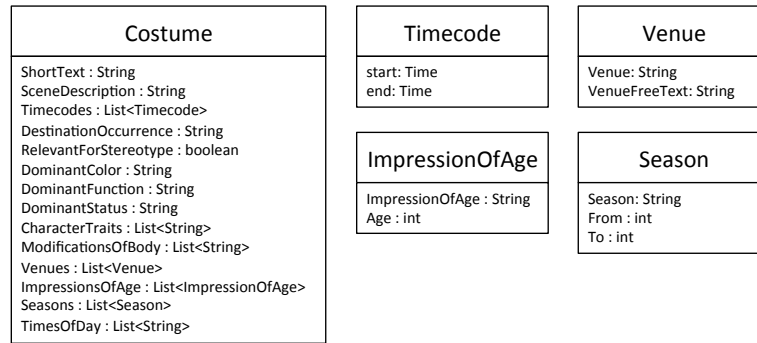 Costume
ShortText : String
SceneDescription : String
Timecodes : List<Timecode>
DestinationOccurrence : String
RelevantForStereotype : boolean
DominantColor : String
DominantFunction : String
DominantStatus : String
CharacterTraits : List<String>
ModificationsOfBody : List<String>
Venues : List<Venue>
ImpressionsOfAge : List<ImpressionOfAge>
Seasons : List<Season>
TimesOfDay : List<String>
Timecode
start: Time
end: Time
Venue
Venue: String
VenueFreeText: String
ImpressionOfAge
ImpressionOfAge : String
Age : int
Season
Season: String
From : int
To : int